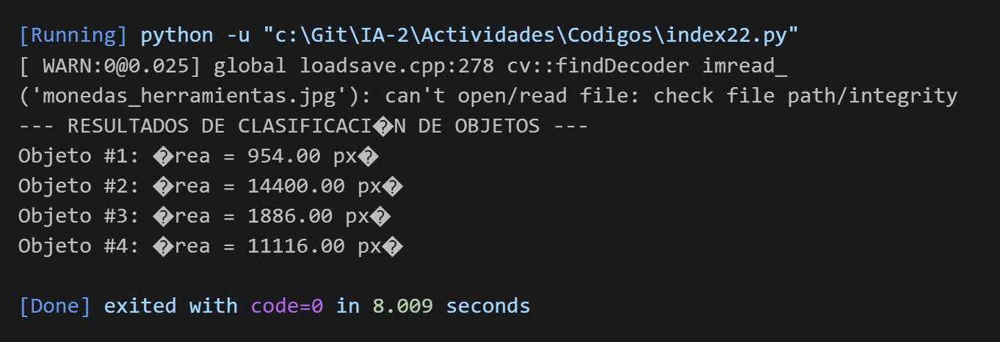 [Running] python -u "c:\Git\IA-2\Actividades\Codigos\index22.py"
[ WARN:0@0.025] global loadsave.cpp:278 cv::findDecoder imread_
('monedas_herramientas.jpg'): can't open/read file: check file path/integrity
--- RESULTADOS DE CLASIFICACI�N DE OBJETOS ---
Objeto #1: �rea = 954.00 px�
Objeto #2: �rea = 14400.00 px�
Objeto #3: �rea = 1886.00 px�
Objeto #4: �rea = 11116.00 px�
[Done] exited with code=0 in 8.009 seconds